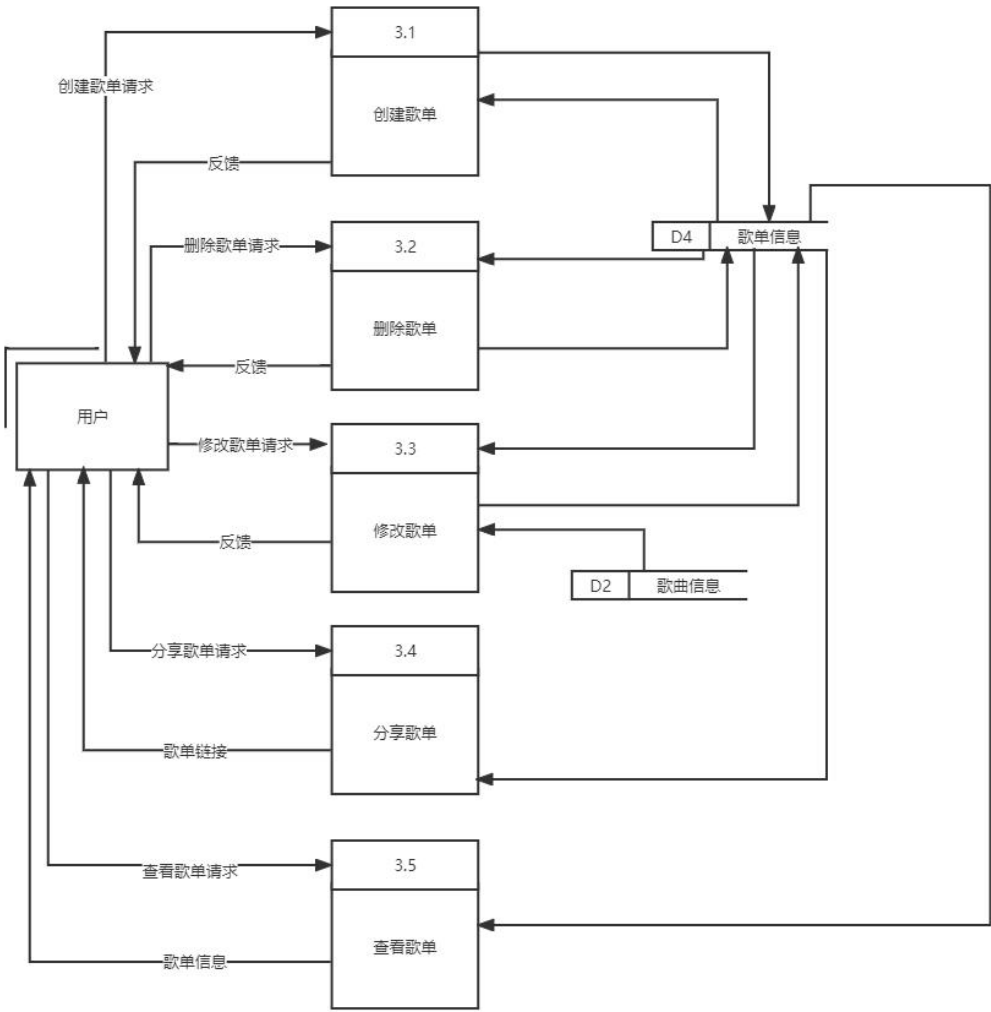 3.1
创建歌单请求
创建歌单
反馈
3.2
删除歌单请求
D4
歌单信息
删除歌单
反馈
用户
修改歌单请求
3.3
修改歌单
反馈
D2
歌曲信息
3.4
分享歌单请求
分享歌单
歌单链接
3.5
查看歌单请求
查看歌单
歌单信息